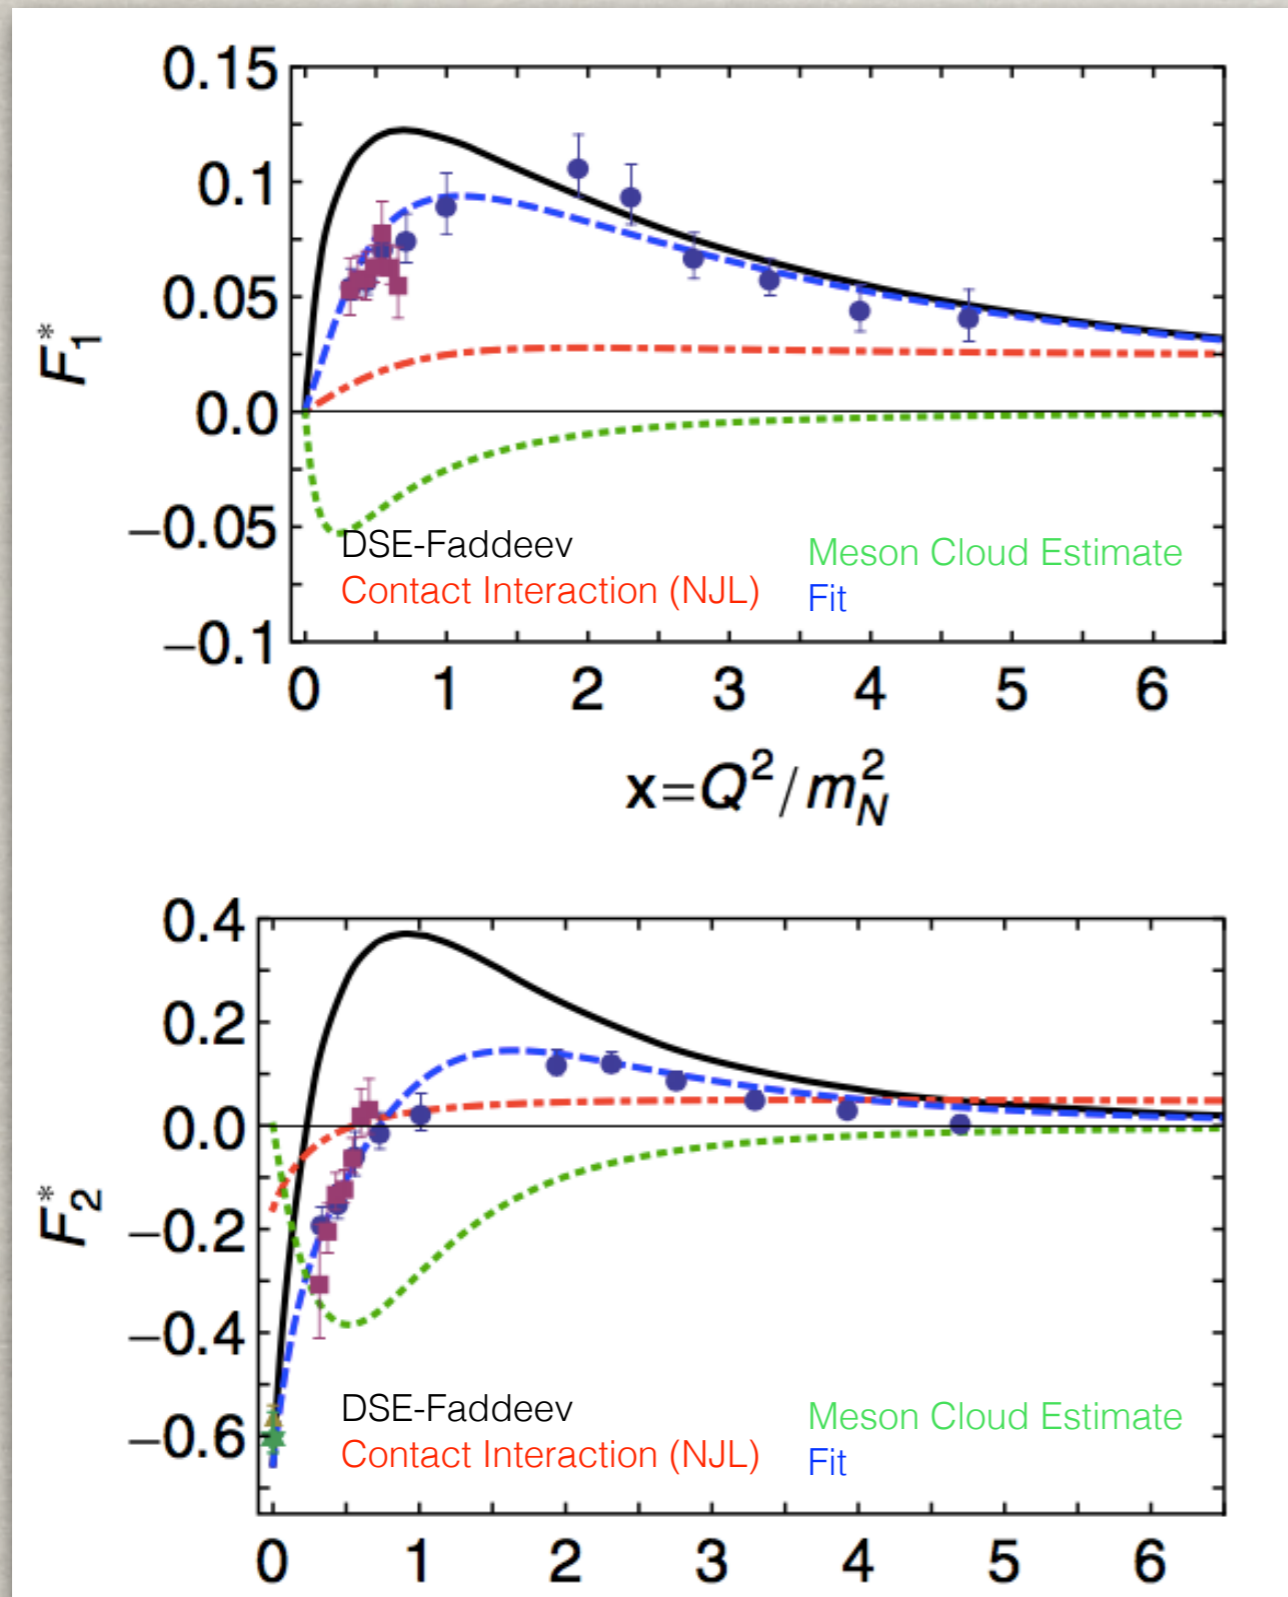 0.15
0.1
0.05
0.0
−0.05
−0.1
F₁*
DSE-Faddeev
Contact Interaction (NJL)
Meson Cloud Estimate
Fit
0 1 2 3 4 5 6
x=Q²/m²_N
0.4
0.2
0.0
−0.2
−0.4
−0.6
F₂*
DSE-Faddeev
Contact Interaction (NJL)
Meson Cloud Estimate
Fit
0 1 2 3 4 5 6